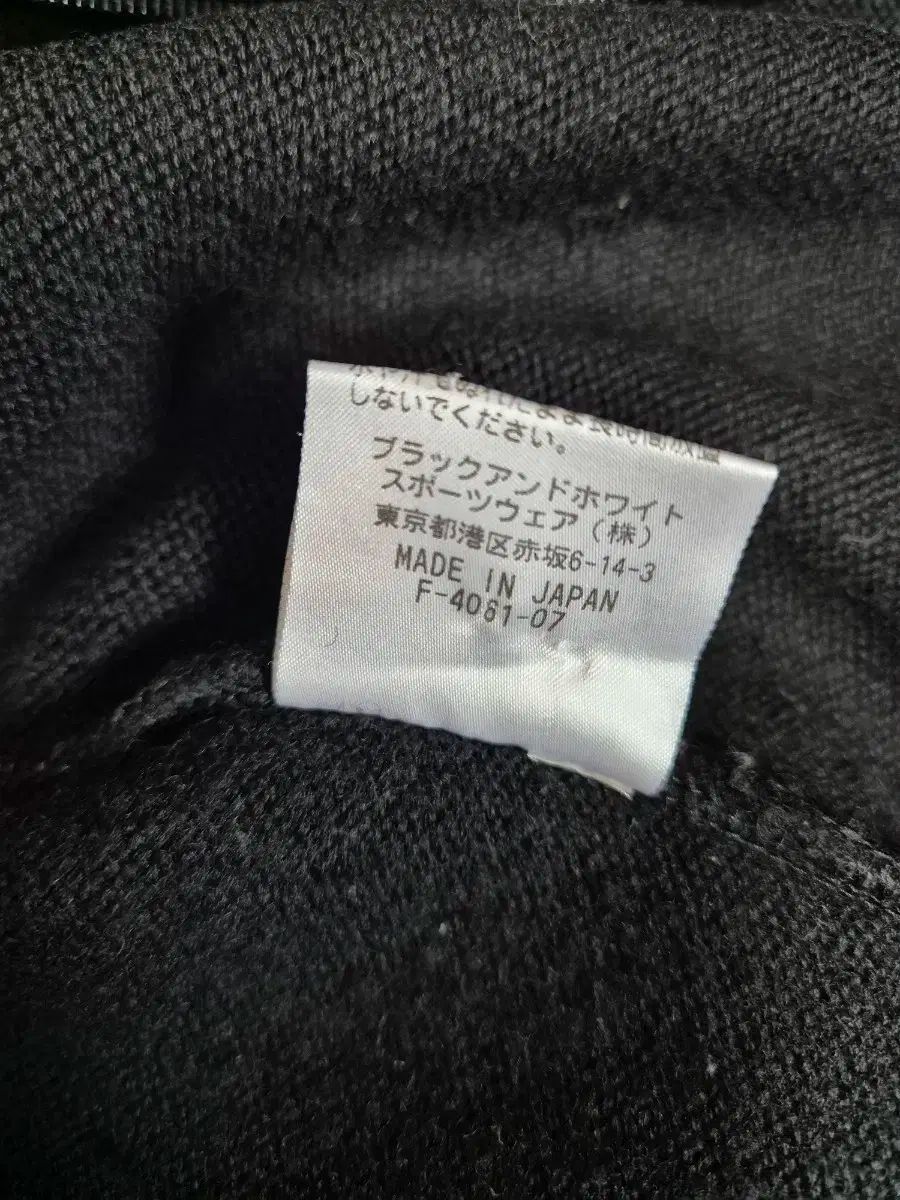 しないでください。
ブラックアンドホワイト
スポーツウェア(株)
東京都港区赤坂6-14-3
MADE IN JAPAN
F-4061-07